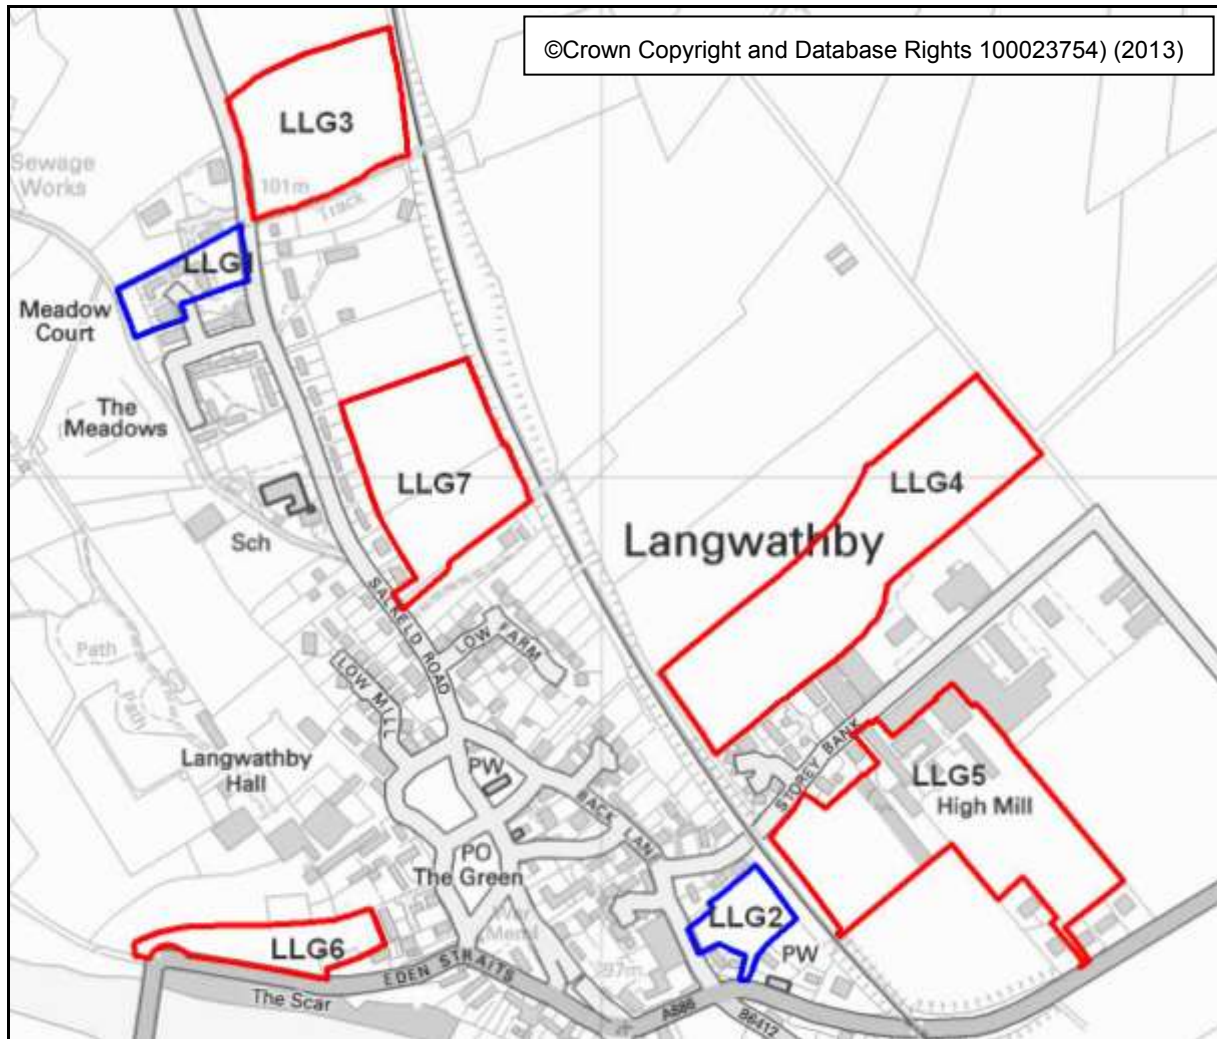 ©Crown Copyright and Database Rights 100023754) (2013)
LLG3
Sewage
Works
101m
Track
LLG1
Meadow
Court
The
Meadows
LLG7
LLG4
Langwathby
Sch
SALKELD ROAD
LOW FARM
LOW MILL
Path
Path
Langwathby
Hall
PW
STOREY BANK
LLG5
High Mill
BACK LANE
PO
The Green
LLG2
PW
LLG6
EDEN STRAITS
The Scar
97m
A686
B6412